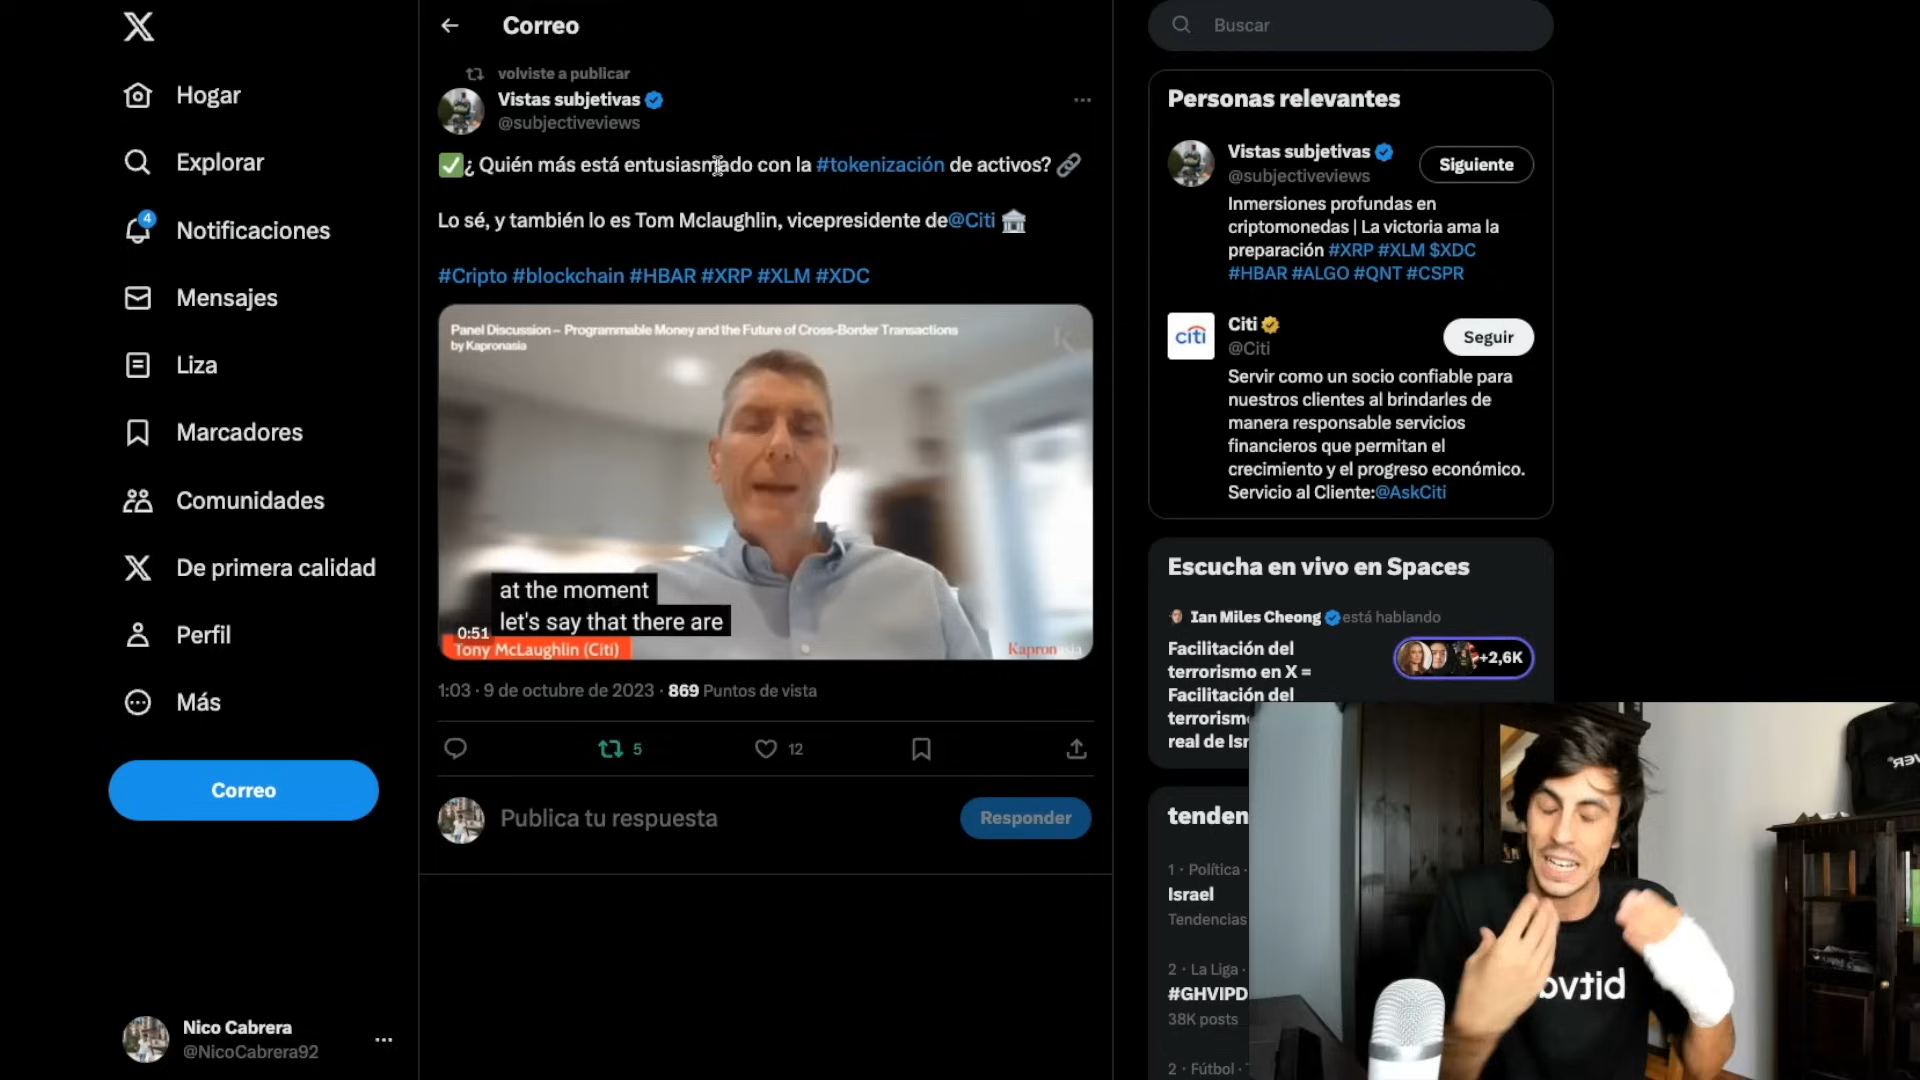 Hogar
Explorar
4
Notificaciones
Mensajes
Liza
Marcadores
Comunidades
De primera calidad
Perfil
Más
Correo
Nico Cabrera
@NicoCabrera92
Correo
volviste a publicar
Vistas subjetivas
@subjectiveviews
✅¿ Quién más está entusiasmado con la #tokenización de activos? 🔗
Lo sé, y también lo es Tom Mclaughlin, vicepresidente de@Citi 🏛️
#Cripto #blockchain #HBAR #XRP #XLM #XDC
Panel Discussion – Programmable Money and the Future of Cross-Border Transactions
by Kapronasia
at the moment
let's say that there are
0:51
Tony McLaughlin (Citi)
Kapronasia
1:03 · 9 de octubre de 2023 · 869 Puntos de vista
5
12
Publica tu respuesta
Responder
Buscar
Personas relevantes
Vistas subjetivas
@subjectiveviews
Siguiente
Inmersiones profundas en
criptomonedas | La victoria ama la
preparación #XRP #XLM $XDC
#HBAR #ALGO #QNT #CSPR
citi
Citi
@Citi
Seguir
Servir como un socio confiable para
nuestros clientes al brindarles de
manera responsable servicios
financieros que permitan el
crecimiento y el progreso económico.
Servicio al Cliente:@AskCiti
Escucha en vivo en Spaces
Ian Miles Cheong está hablando
Facilitación del
terrorismo en X =
Facilitación del
terrorismo
real de Isr
+2,6K
tenden
1 · Política ·
Israel
Tendencias
2 · La Liga ·
#GHVIPD
38K posts
2 · Fútbol ·